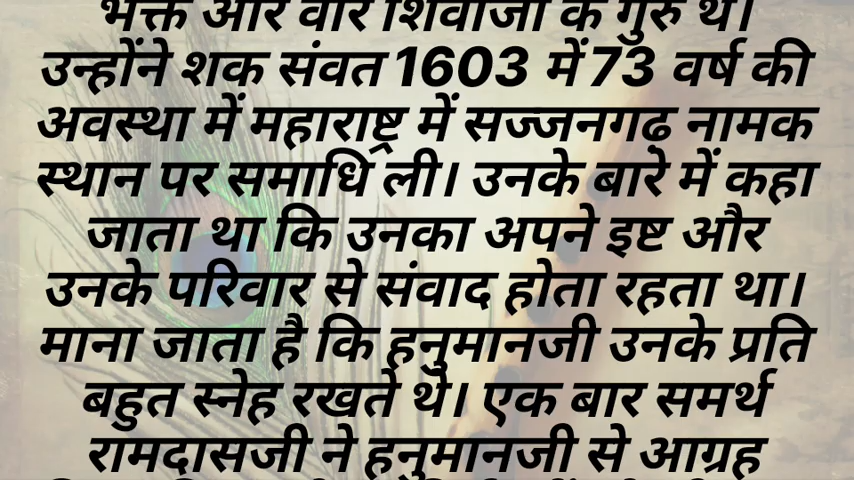 भक्त और वीर शिवाजी के गुरु थे।
उन्होंने शक संवत 1603 में 73 वर्ष की
अवस्था में महाराष्ट्र में सज्जनगढ़ नामक
स्थान पर समाधि ली। उनके बारे में कहा
जाता था कि उनका अपने इष्ट और
उनके परिवार से संवाद होता रहता था।
माना जाता है कि हनुमानजी उनके प्रति
बहुत स्नेह रखते थे। एक बार समर्थ
रामदासजी ने हनुमानजी से आग्रह